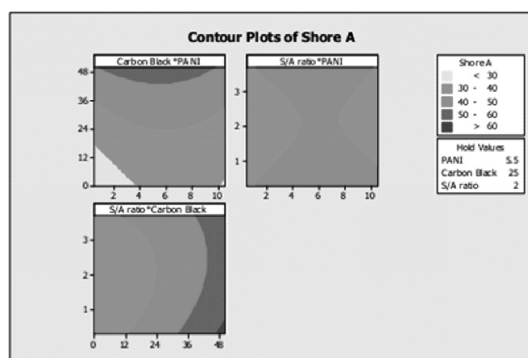 Contour Plots of Shore A
Carbon Black *PANI
S/A ratio *PANI
48
36
24
12
0
2 4 6 8 10
3
2
1
2 4 6 8 10
S/A ratio *Carbon Black
3
2
1
0 12 24 36 48
Shore A
< 30
30 - 40
40 - 50
50 - 60
> 60
Hold Values
PANI 5.5
Carbon Black 25
S/A ratio 2